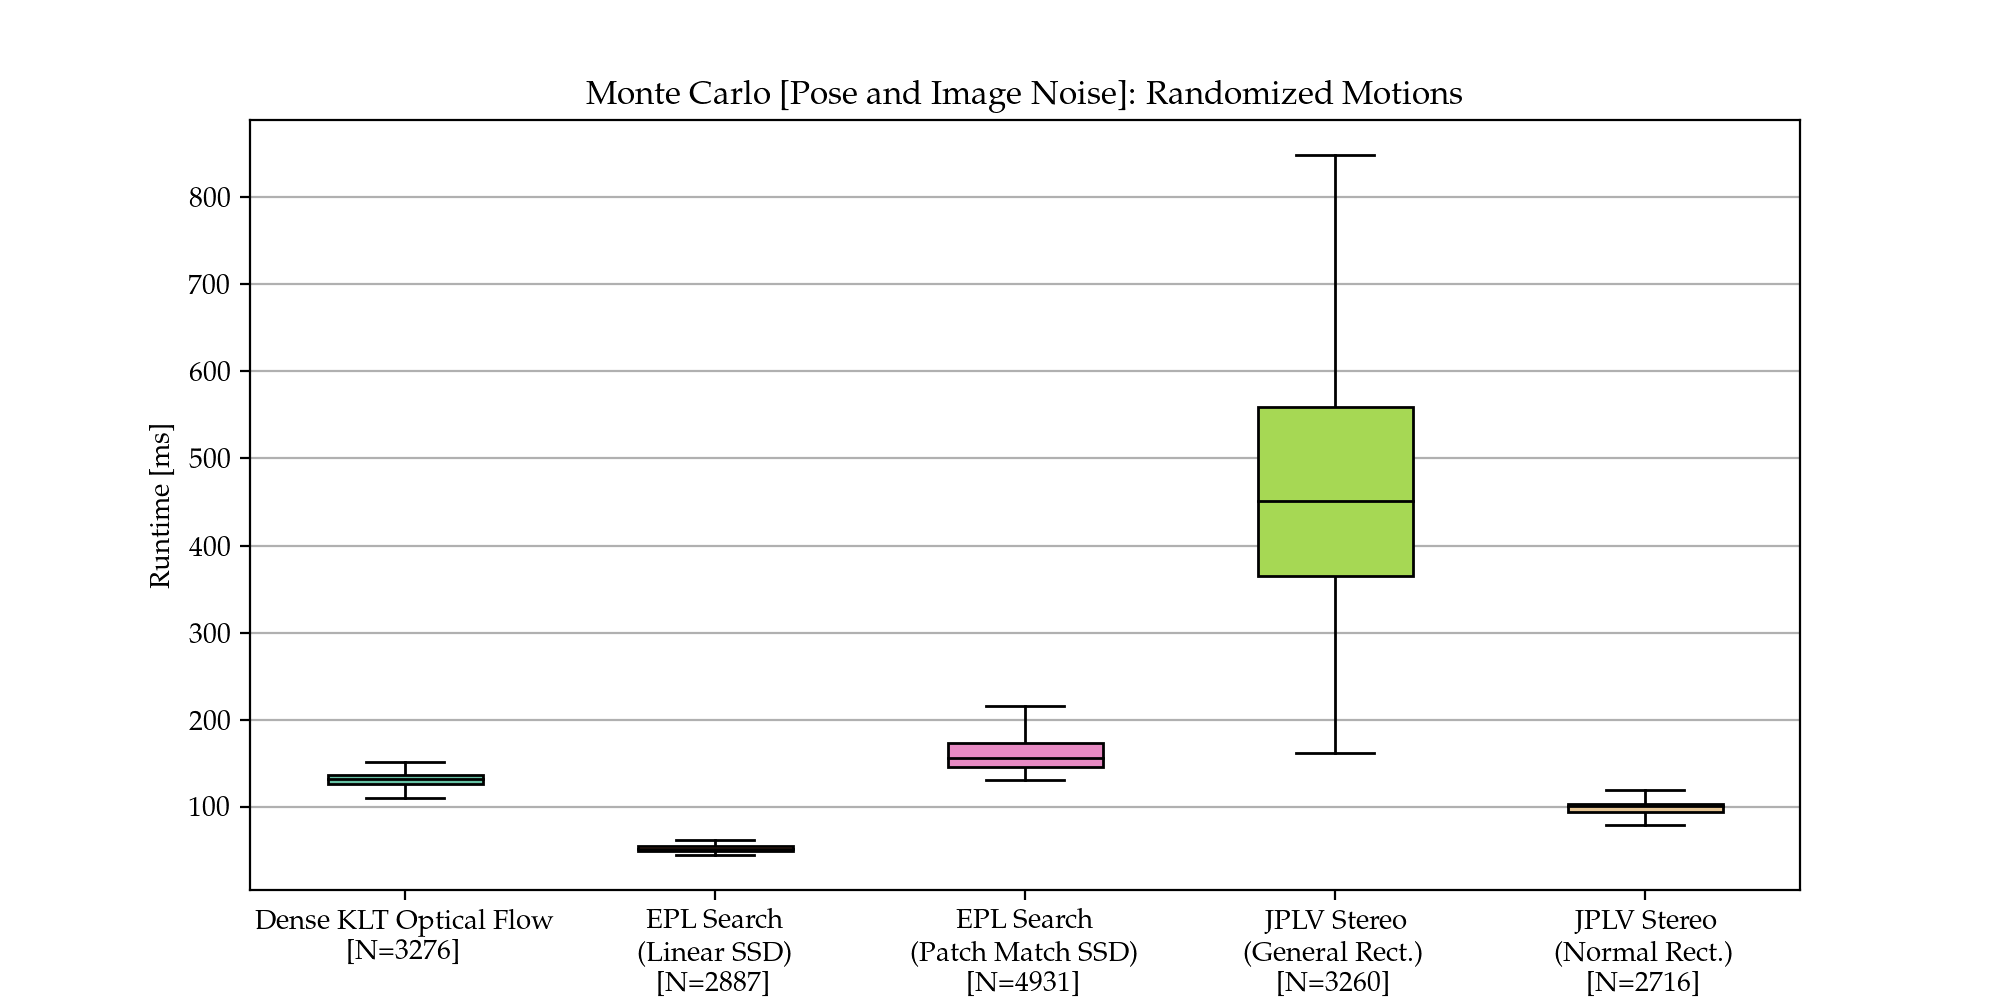 Monte Carlo [Pose and Image Noise]: Randomized Motions
Runtime [ms]
800
700
600
500
400
300
200
100
Dense KLT Optical Flow
[N=3276]
EPL Search
(Linear SSD)
[N=2887]
EPL Search
(Patch Match SSD)
[N=4931]
JPLV Stereo
(General Rect.)
[N=3260]
JPLV Stereo
(Normal Rect.)
[N=2716]